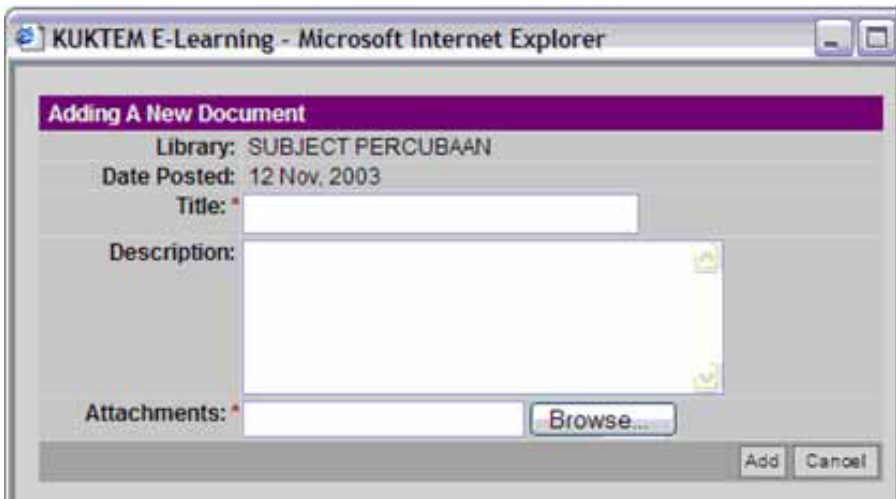 KUKTEM E-Learning - Microsoft Internet Explorer
Adding A New Document
Library: SUBJECT PERCUBAAN
Date Posted: 12 Nov, 2003
Title: *
Description:
Attachments: * Browse...
Add Cancel